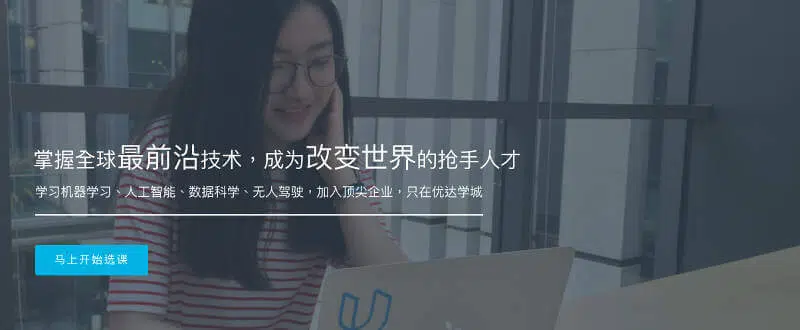 掌握全球最前沿技术，成为改变世界的抢手人才
学习机器学习、人工智能、数据科学、无人驾驶，加入顶尖企业，只在优达学城
马上开始选课